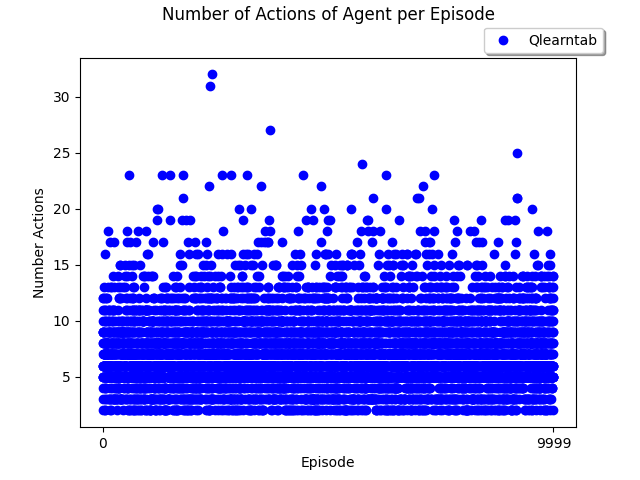 Number of Actions of Agent per Episode
Qlearntab
30
25
20
15
10
5
Number Actions
0 9999
Episode